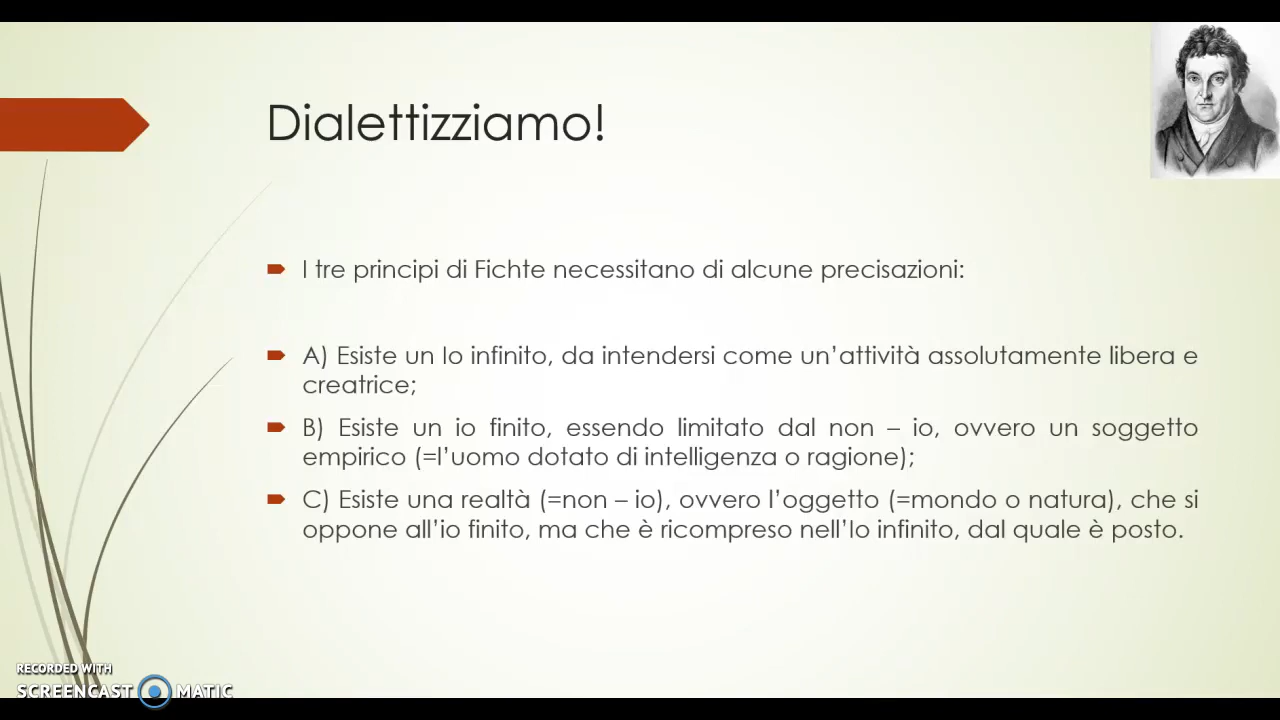 Dialettizziamo!
I tre principi di Fichte necessitano di alcune precisazioni:
A) Esiste un Io infinito, da intendersi come un'attività assolutamente libera e
creatrice;
B) Esiste un io finito, essendo limitato dal non – io, ovvero un soggetto
empirico (=l'uomo dotato di intelligenza o ragione);
C) Esiste una realtà (=non – io), ovvero l'oggetto (=mondo o natura), che si
oppone all'io finito, ma che è ricompreso nell'Io infinito, dal quale è posto.
RECORDED WITH
SCREENCAST MATIC